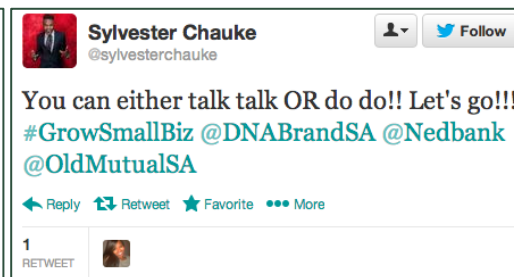 Sylvester Chauke
@sylvesterchauke
Follow
You can either talk talk OR do do!! Let's go!!!
#GrowSmallBiz @DNABrandSA @Nedbank
@OldMutualSA
Reply Retweet Favorite More
1
RETWEET